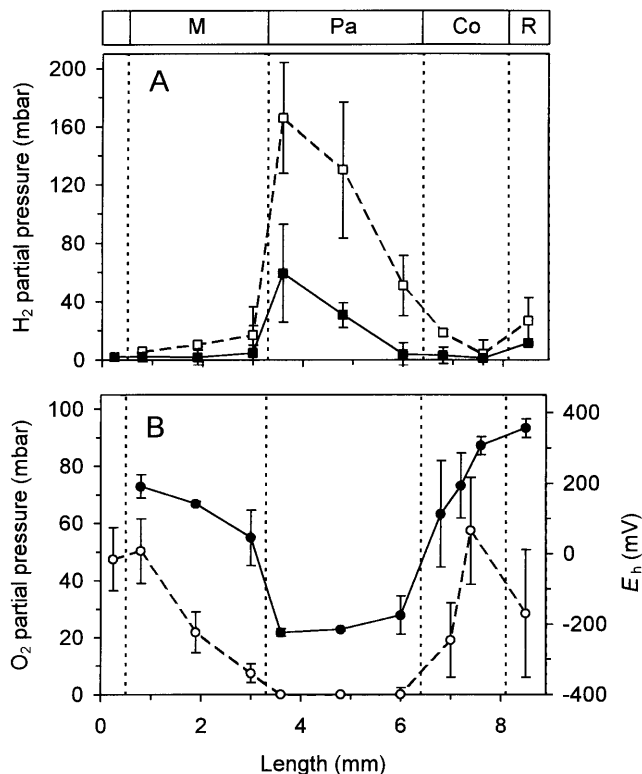 M Pa Co R
A
200
160
120
80
40
0
H₂ partial pressure (mbar)
B
100
80
60
40
20
0
O₂ partial pressure (mbar)
400
200
0
-200
-400
Eh (mV)
0 2 4 6 8
Length (mm)